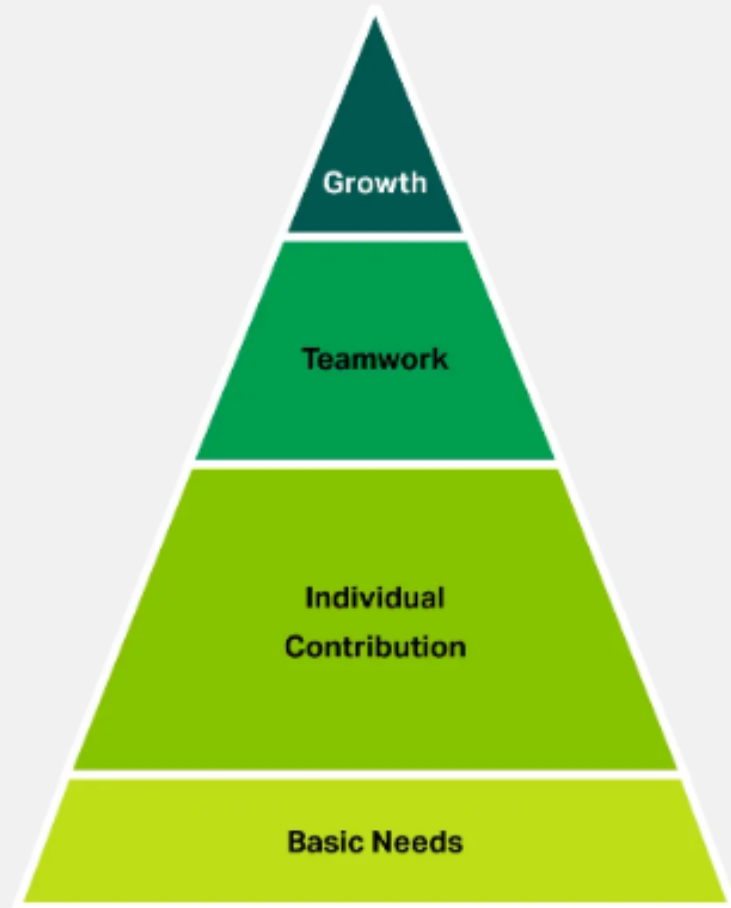 Growth
Teamwork
Individual
Contribution
Basic Needs